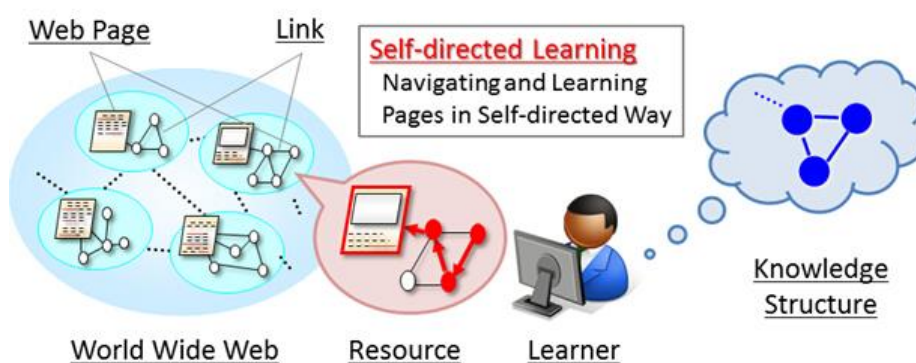 Web Page
Link
Self-directed Learning
Navigating and Learning
Pages in Self-directed Way
Knowledge
Structure
World Wide Web
Resource
Learner